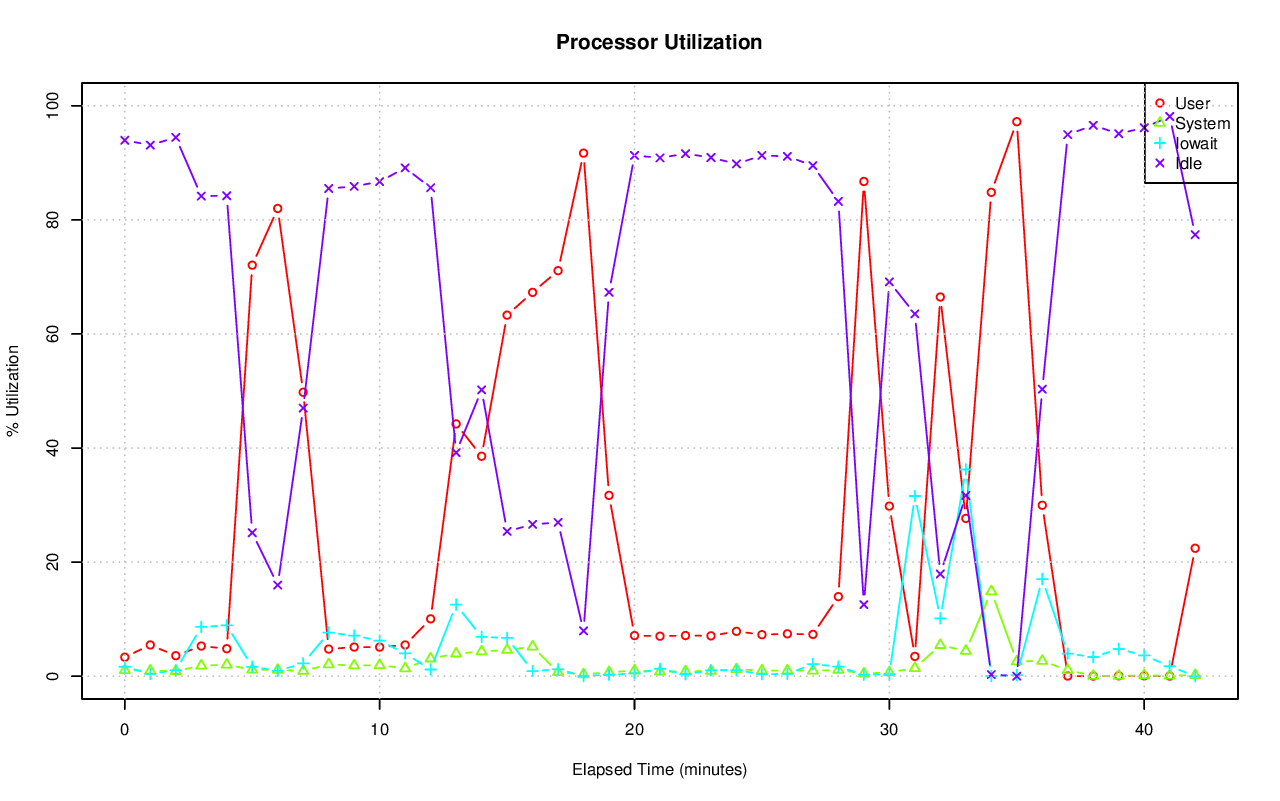 Processor Utilization
% Utilization
100
80
60
40
20
0
User
System
Iowait
Idle
0 10 20 30 40
Elapsed Time (minutes)